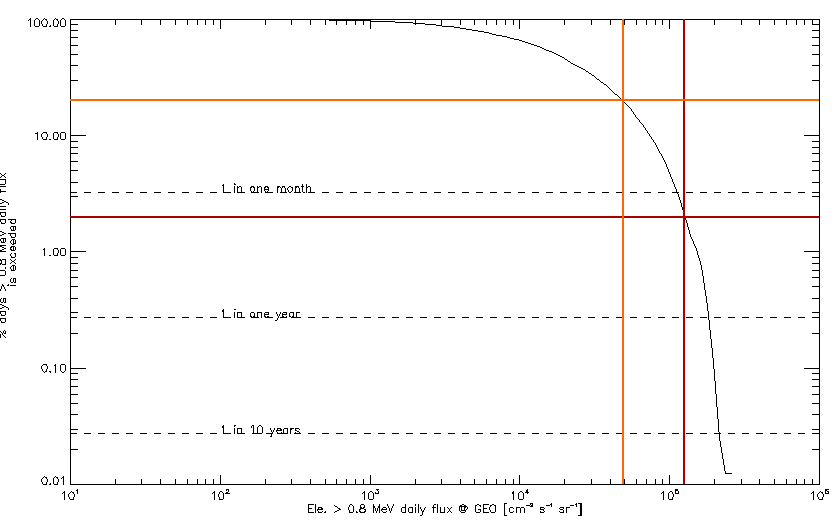 100.00
10.00
1 in one month
% days > 0.8 MeV daily flux
is exceeded
1.00
1 in one year
0.10
1 in 10 years
0.01
10¹ 10² 10³ 10⁴ 10⁵ 10⁶
Ele. > 0.8 MeV daily flux @ GEO [cm⁻² s⁻¹ sr⁻¹]